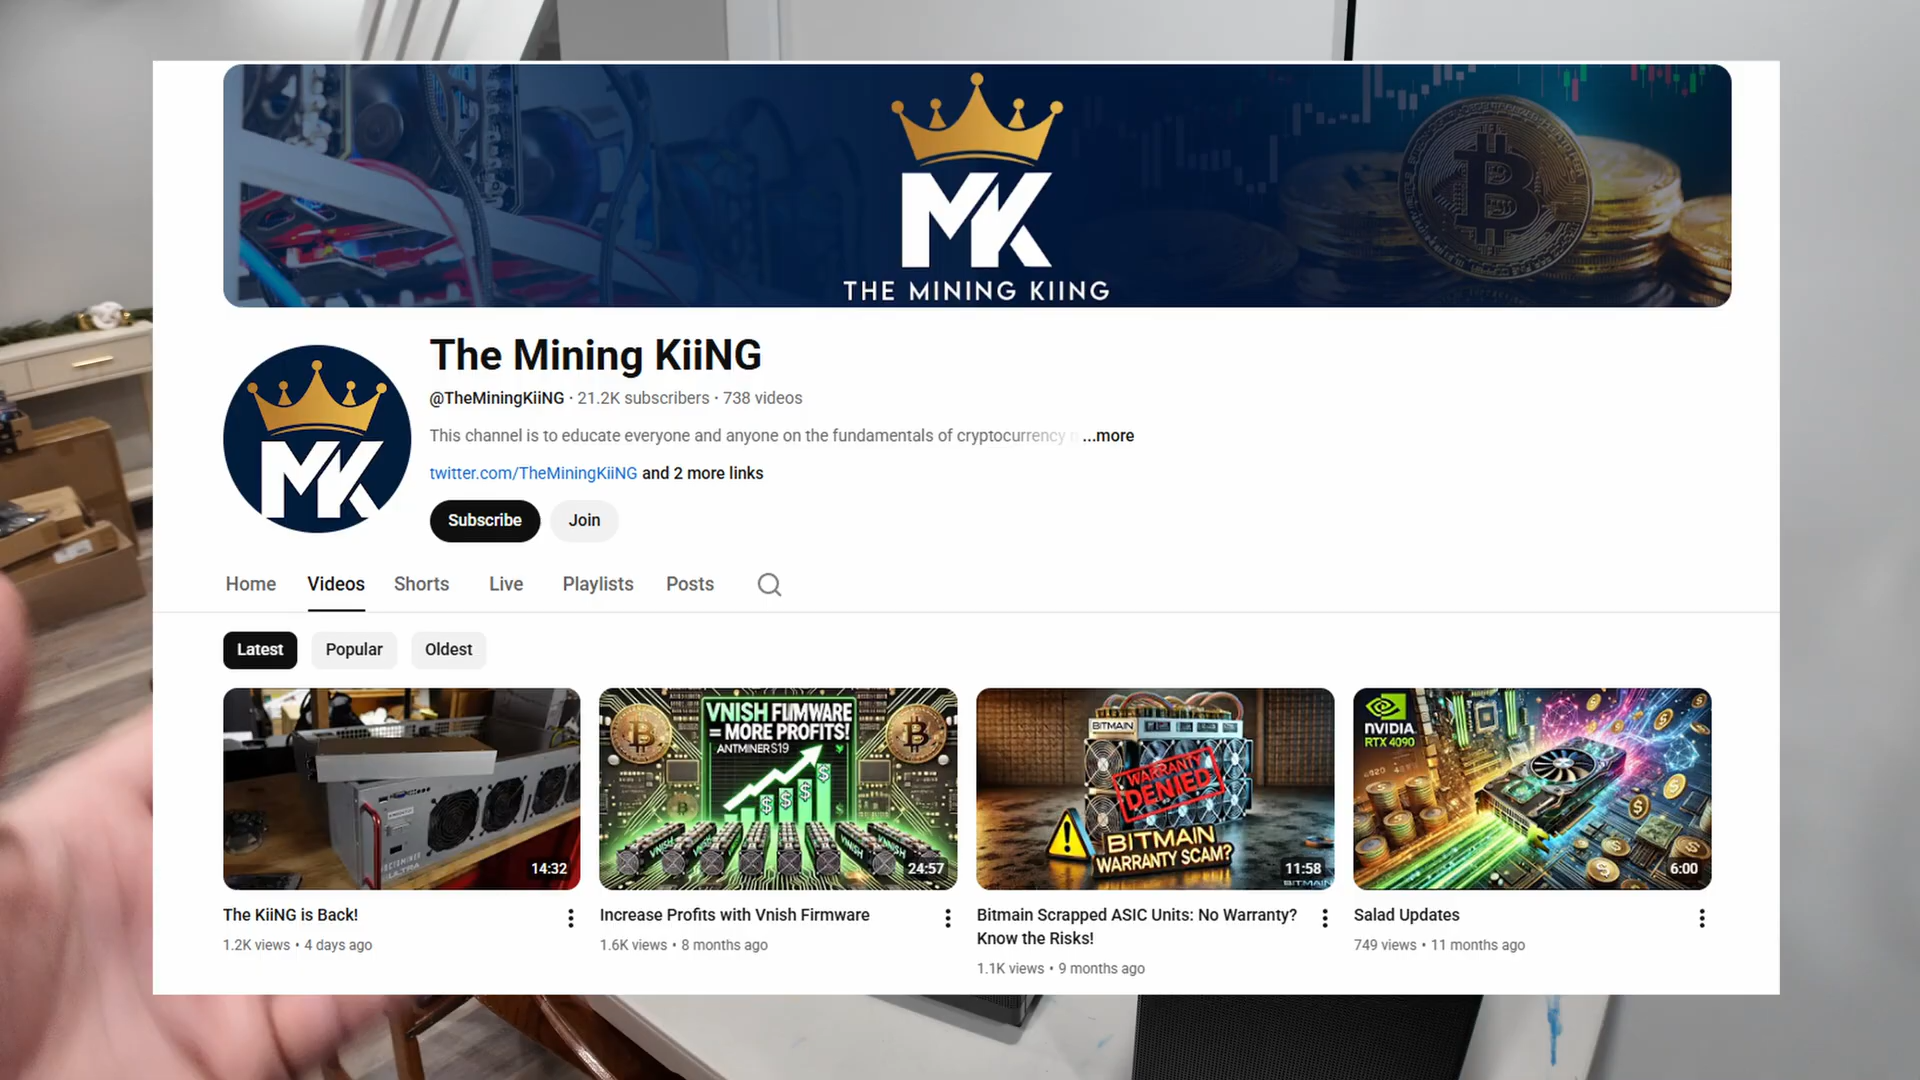 MK
THE MINING KIING
MK
The Mining KiiNG
@TheMiningKiiNG · 21.2K subscribers · 738 videos
This channel is to educate everyone and anyone on the fundamentals of cryptocurrency ...more
twitter.com/TheMiningKiiNG and 2 more links
Subscribe
Join
Home
Videos
Shorts
Live
Playlists
Posts
Latest
Popular
Oldest
ULTRA
14:32
VNISH FLIMWARE
= MORE PROFITS!
ANTMINER S19
VNISH
24:57
BITMAIN
WARRANTY
DENIED
BITMAIN
WARRANTY SCAM?
11:58
BITMAIN
NVIDIA
RTX 4090
6:00
The KiiNG is Back!
1.2K views • 4 days ago
Increase Profits with Vnish Firmware
1.6K views • 8 months ago
Bitmain Scrapped ASIC Units: No Warranty?
Know the Risks!
1.1K views • 9 months ago
Salad Updates
749 views • 11 months ago